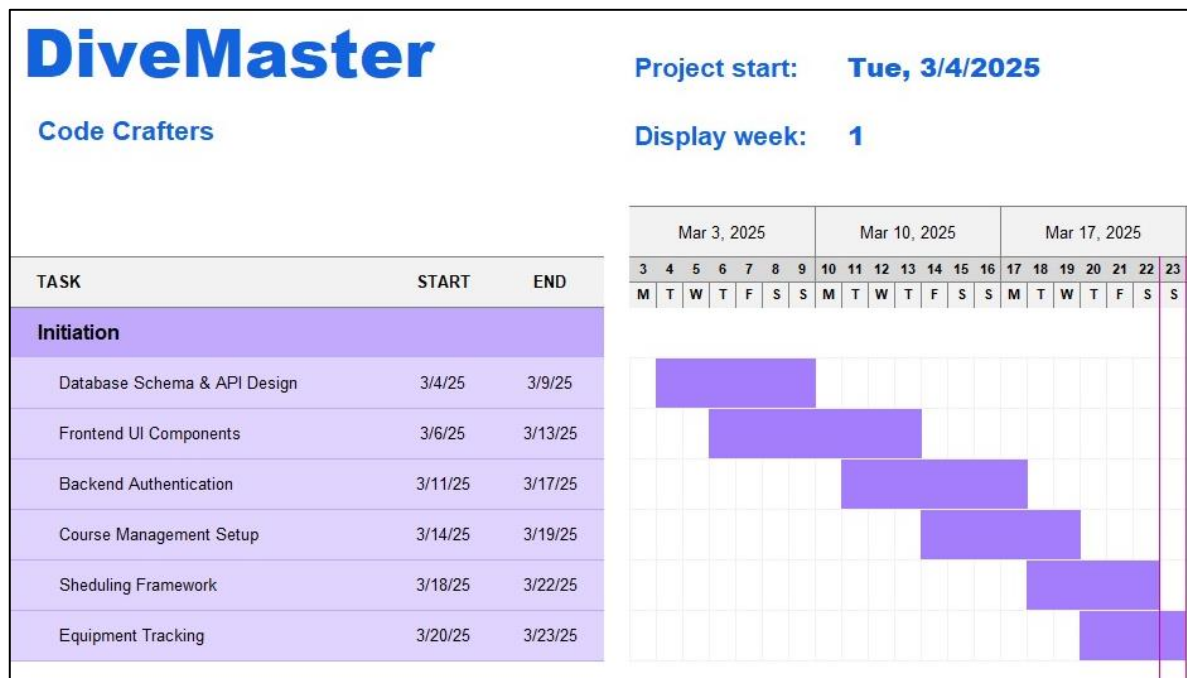 DiveMaster
Project start: Tue, 3/4/2025
Code Crafters
Display week: 1
Mar 3, 2025 Mar 10, 2025 Mar 17, 2025
TASK START END
3 4 5 6 7 8 9 10 11 12 13 14 15 16 17 18 19 20 21 22 23
M T W T F S S M T W T F S S M T W T F S S
Initiation
Database Schema & API Design 3/4/25 3/9/25
Frontend UI Components 3/6/25 3/13/25
Backend Authentication 3/11/25 3/17/25
Course Management Setup 3/14/25 3/19/25
Sheduling Framework 3/18/25 3/22/25
Equipment Tracking 3/20/25 3/23/25